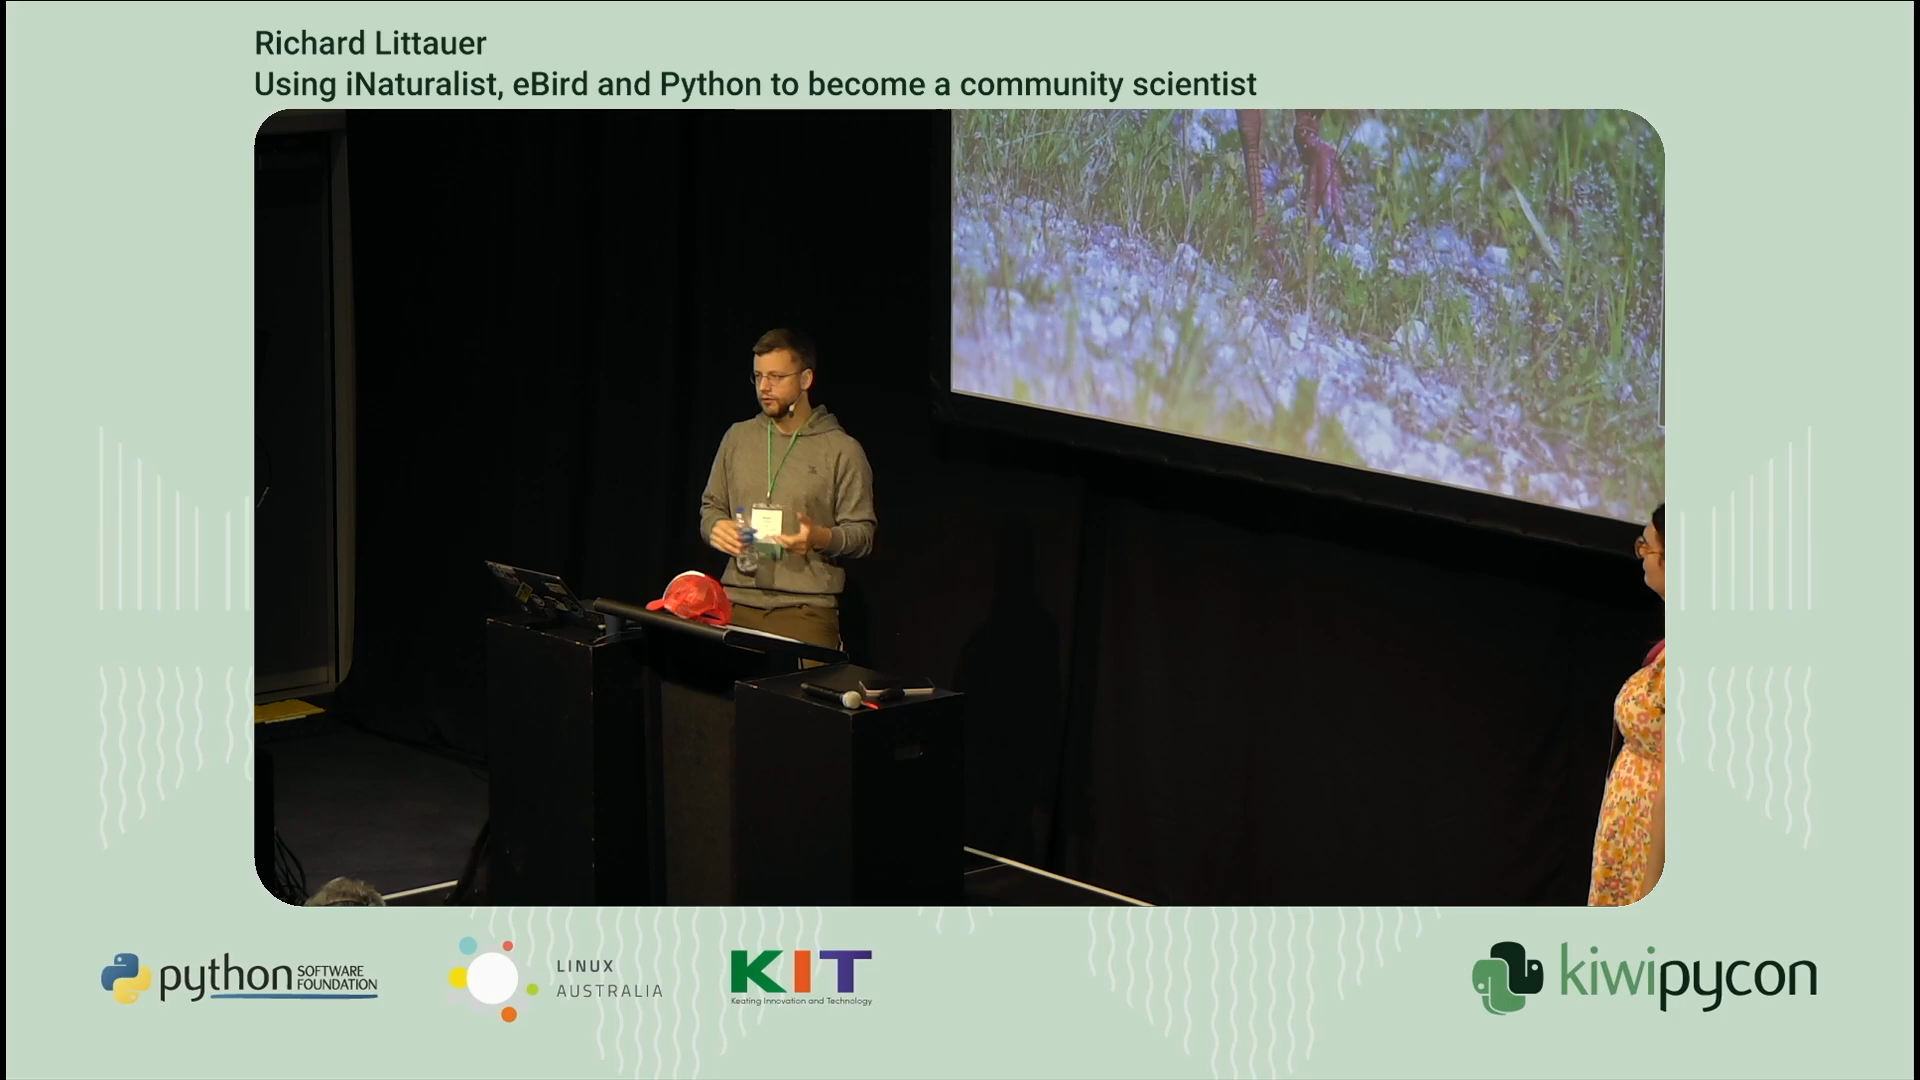 Richard Littauer
Using iNaturalist, eBird and Python to become a community scientist
python SOFTWARE FOUNDATION
LINUX AUSTRALIA
KIT
Keating Innovation and Technology
kiwipycon